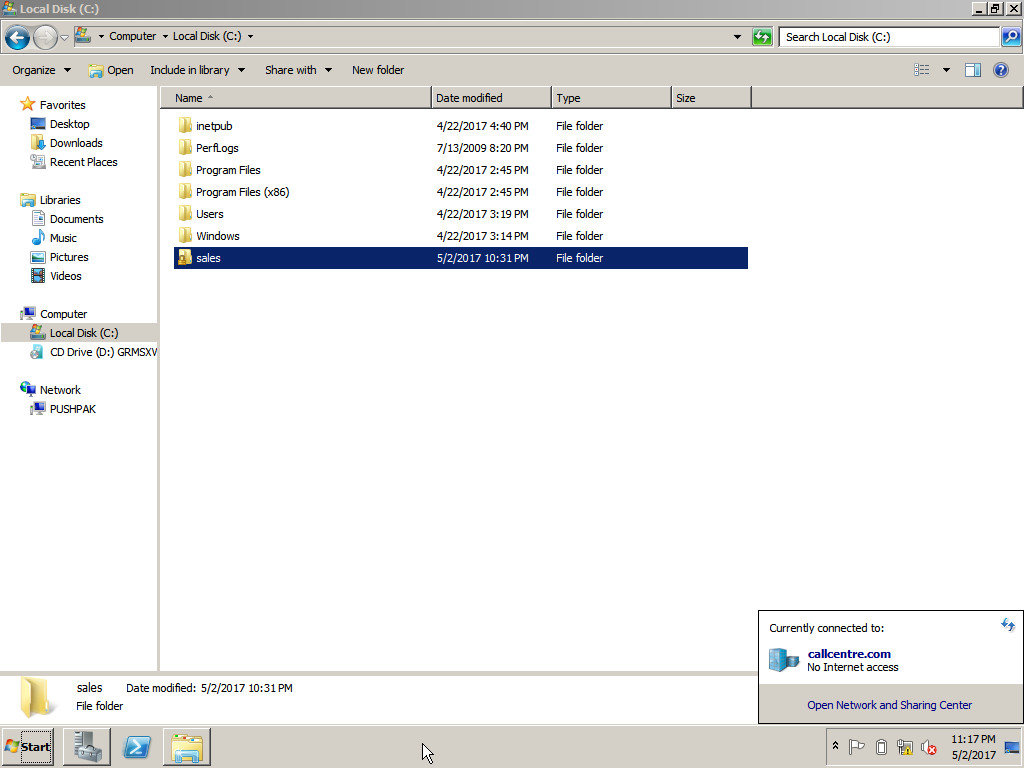 Local Disk (C:)
Computer Local Disk (C:)
Search Local Disk (C:)
Organize Open Include in library Share with New folder
Name Date modified Type Size
Favorites
Desktop
Downloads
Recent Places
Libraries
Documents
Music
Pictures
Videos
Computer
Local Disk (C:)
CD Drive (D:) GRMSXV
Network
PUSHPAK
inetpub 4/22/2017 4:40 PM File folder
PerfLogs 7/13/2009 8:20 PM File folder
Program Files 4/22/2017 2:45 PM File folder
Program Files (x86) 4/22/2017 2:45 PM File folder
Users 4/22/2017 3:19 PM File folder
Windows 4/22/2017 3:14 PM File folder
sales 5/2/2017 10:31 PM File folder
Currently connected to:
callcentre.com
No Internet access
Open Network and Sharing Center
sales Date modified: 5/2/2017 10:31 PM
File folder
Start
11:17 PM
5/2/2017